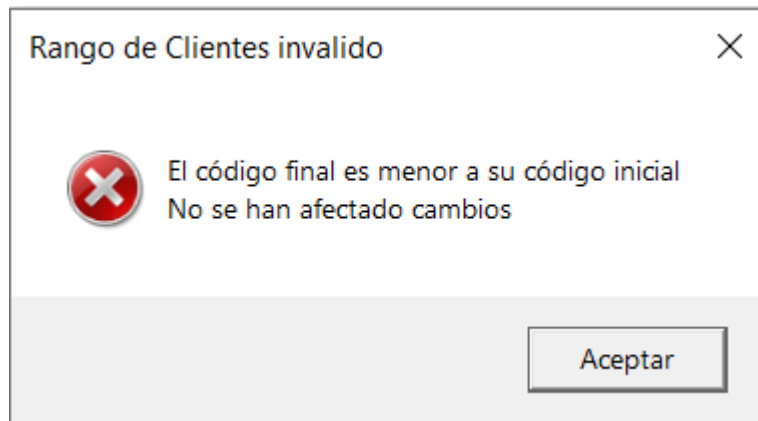 Rango de Clientes invalido
El código final es menor a su código inicial
No se han afectado cambios
Aceptar